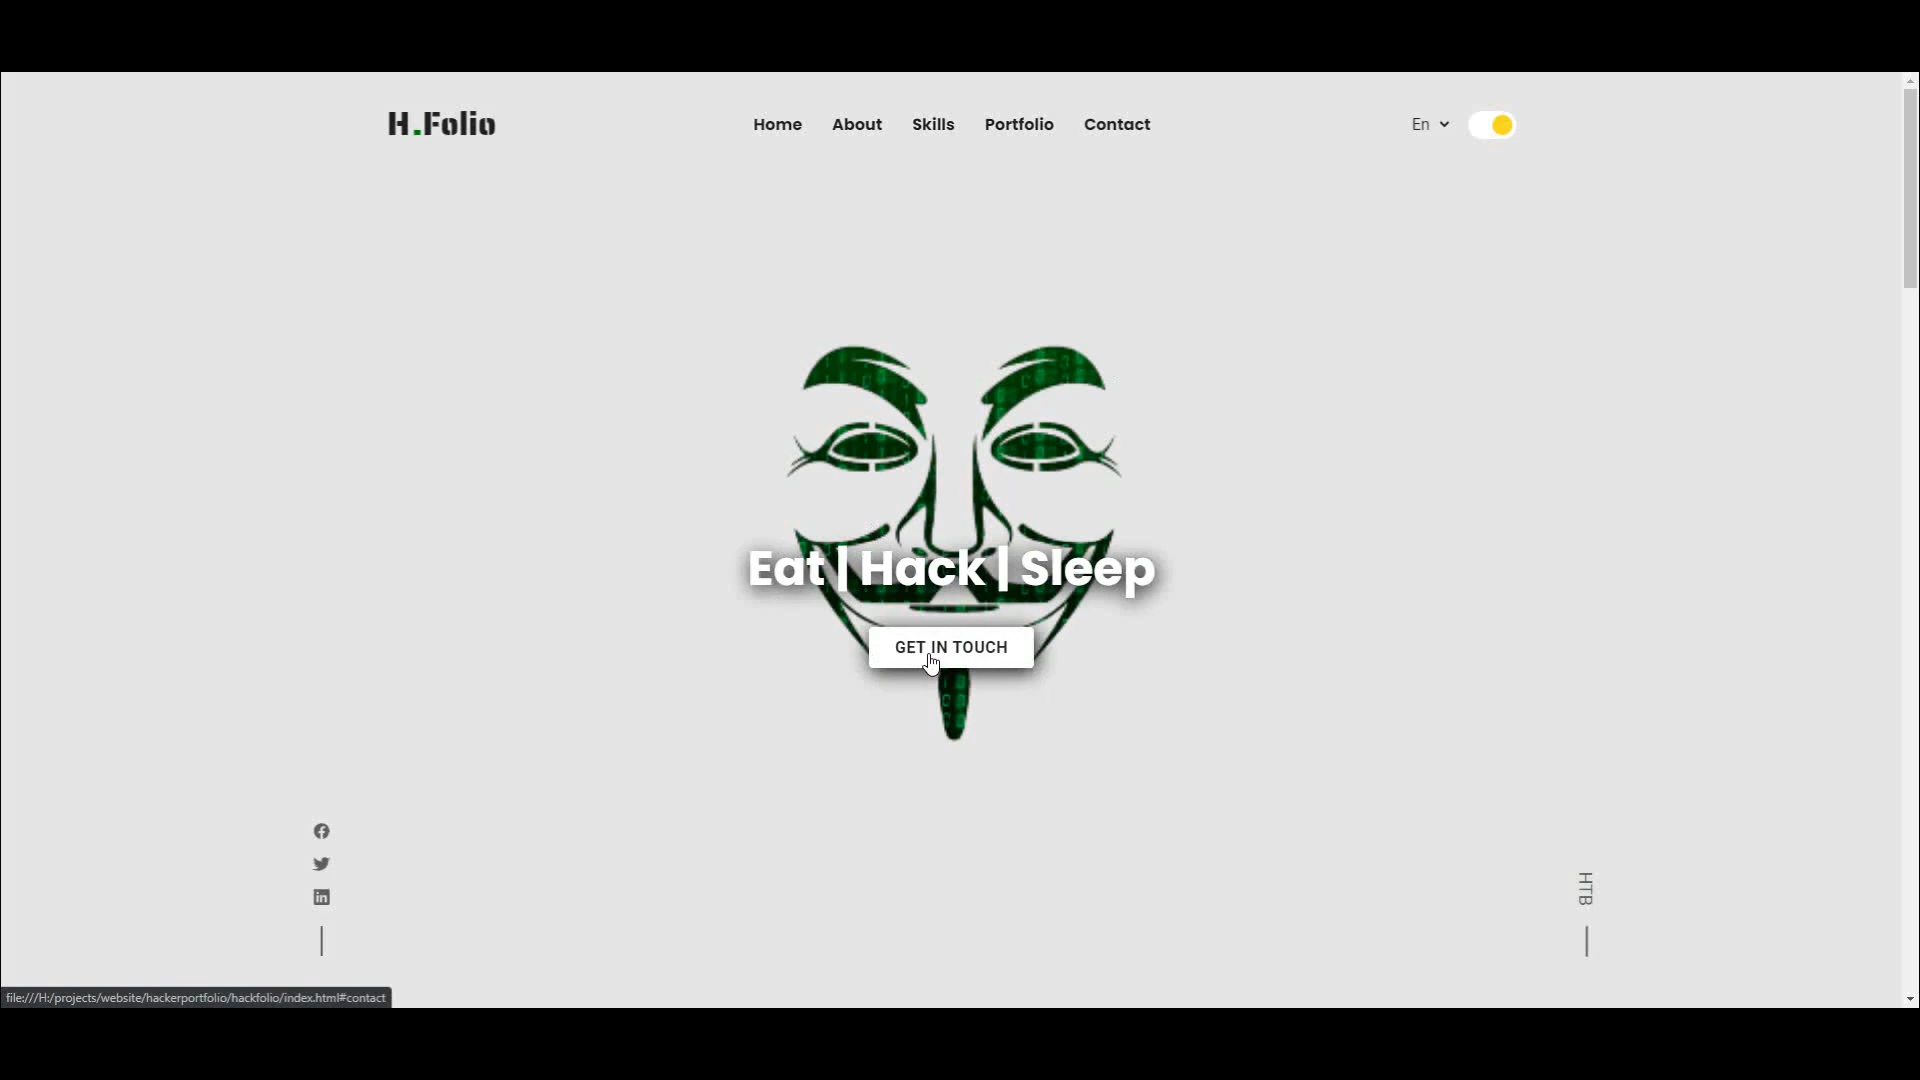 H.Folio
Home About Skills Portfolio Contact
En
Eat | Hack | Sleep
GET IN TOUCH
HTB
file:///H:/projects/website/hackerportfolio/hackfolio/index.html#contact